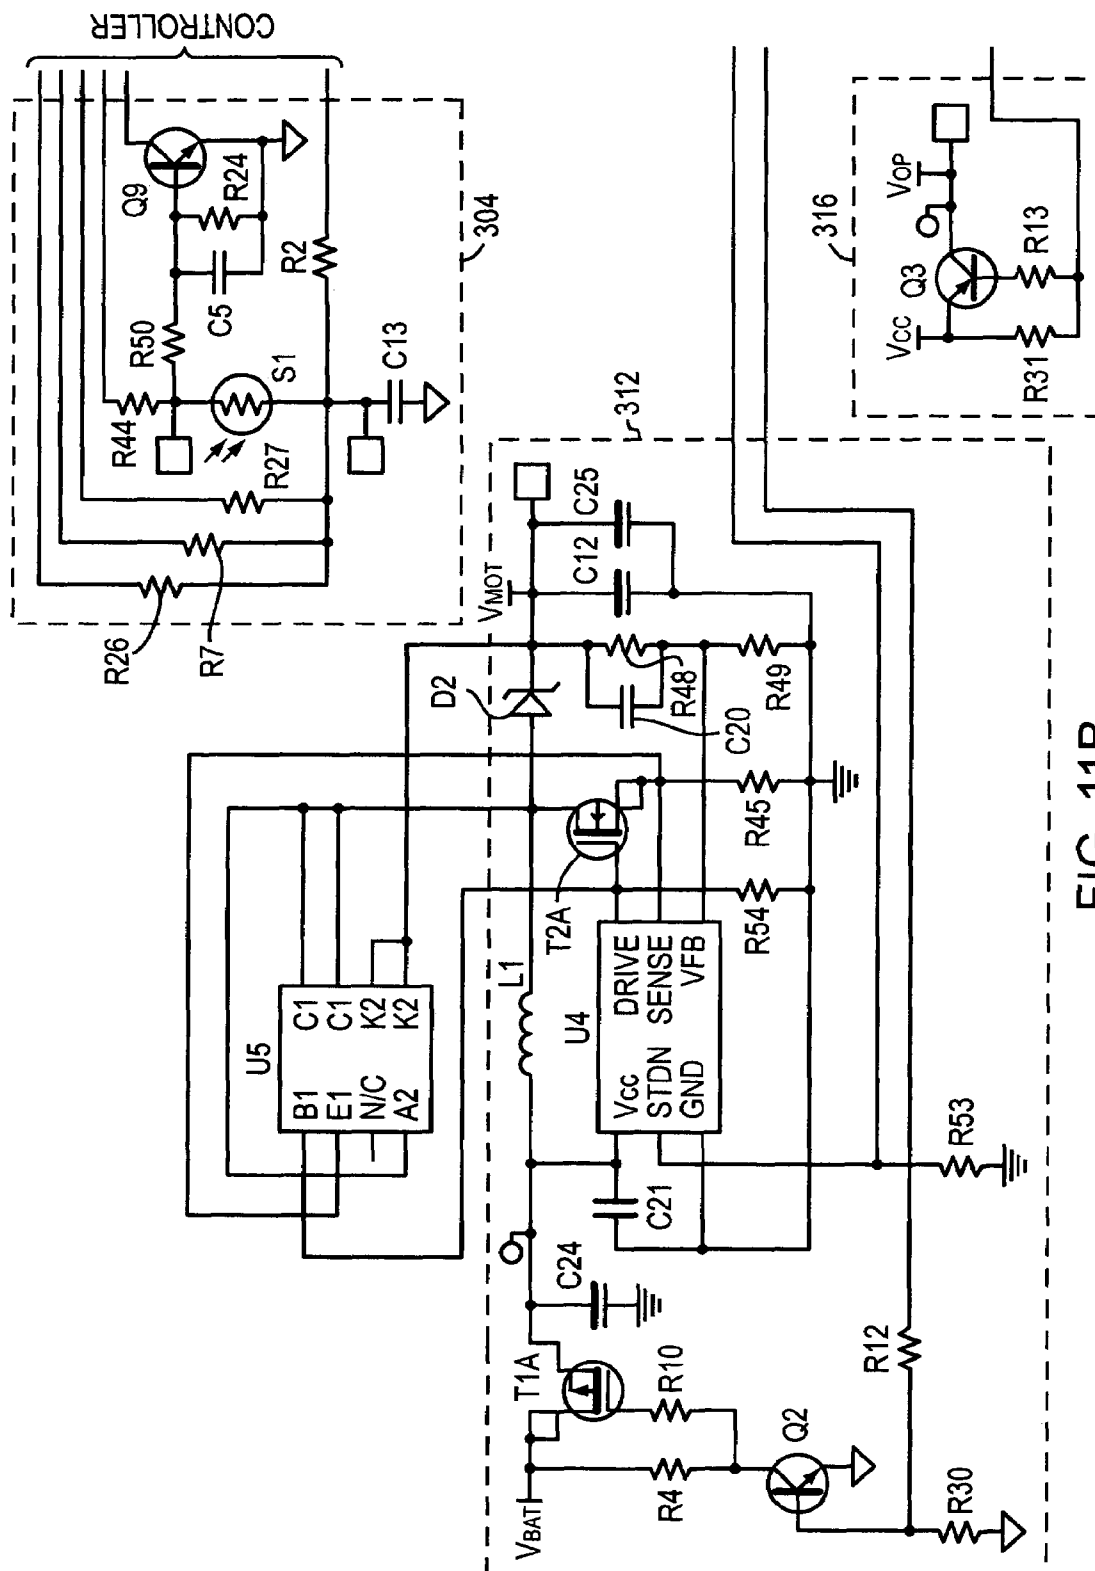 CONTROLLER
Q9
R24
R2
304
C5
R50
S1
C13
R44
R27
R26
R7
316
VOP
VCC
Q3
R13
R31
312
C25
C12
VMOT
D2
R48
C20
R49
R45
R54
T2A
U5
B1
E1
N/C
A2
C1
C1
K2
K2
L1
U4
Vcc
STDN
GND
DRIVE
SENSE
VFB
C21
R53
C24
T1A
R10
R12
Q2
R4
VBAT
R30
FIG. 11B